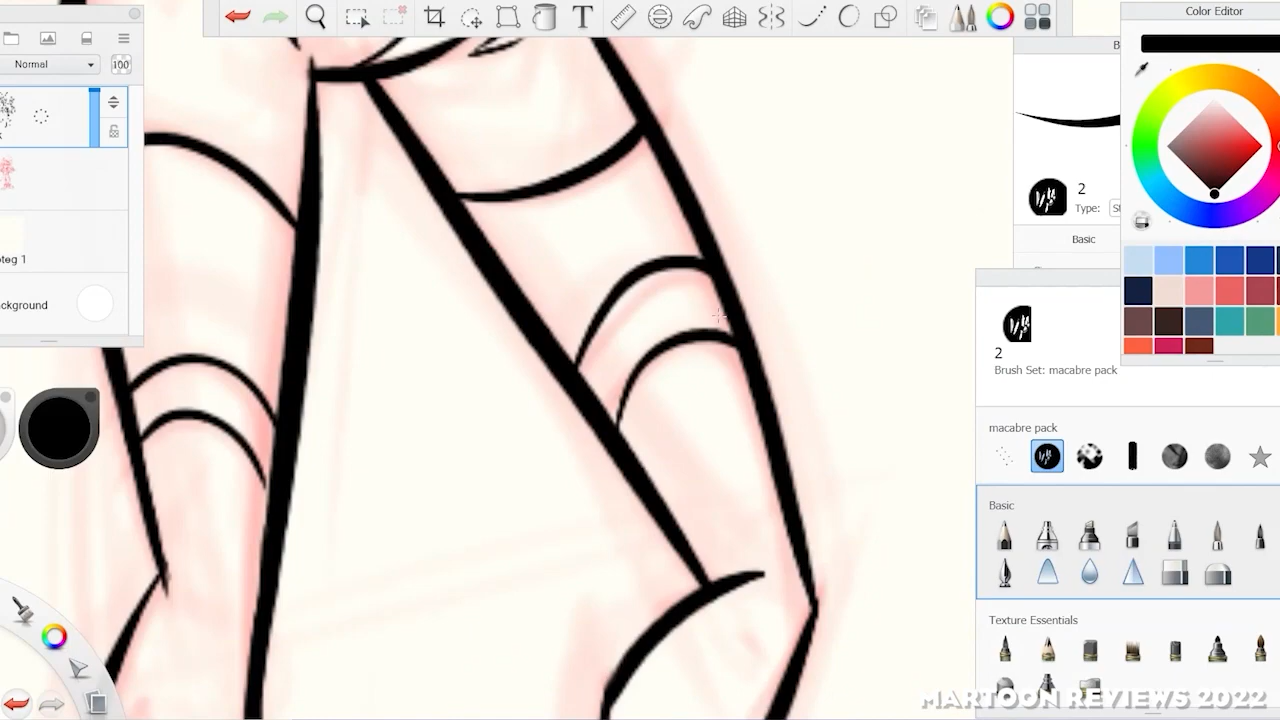 Color Editor
Normal
100
2
Type:
Basic
teg 1
ackground
2
Brush Set: macabre pack
macabre pack
Basic
Texture Essentials
MARTOON REVIEWS 2022